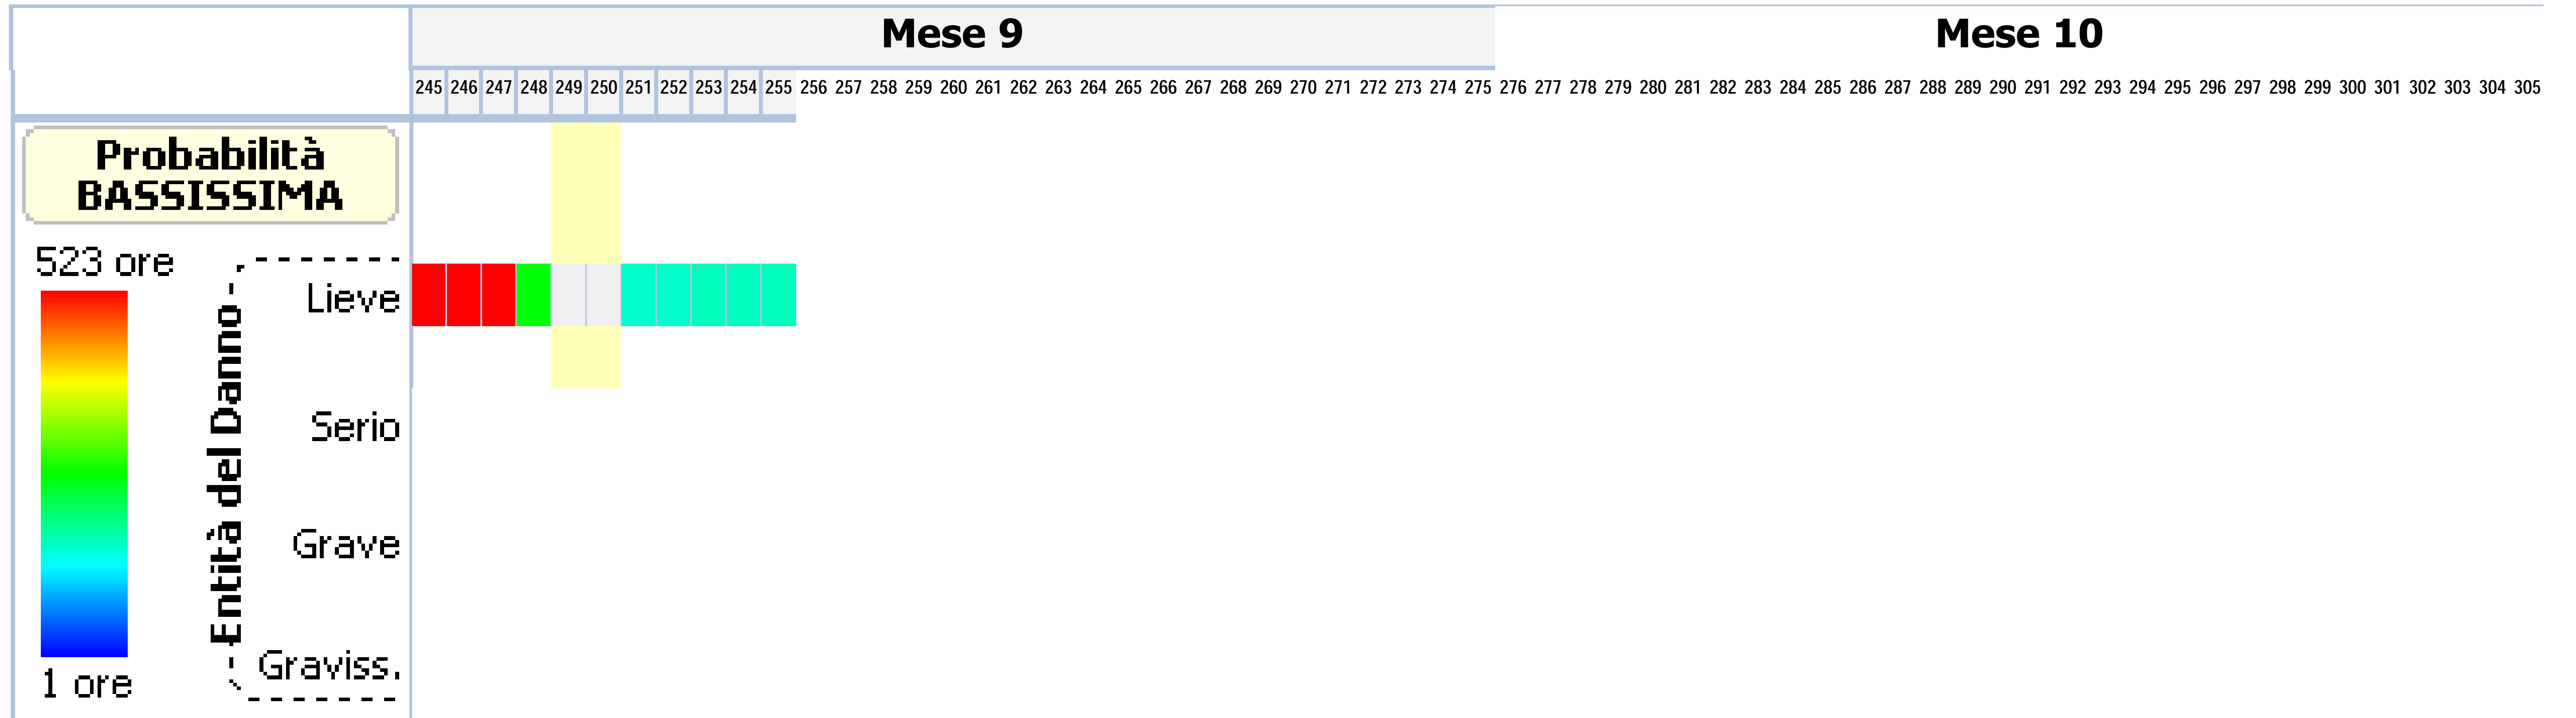 Mese 9 Mese 10
245 246 247 248 249 250 251 252 253 254 255 256 257 258 259 260 261 262 263 264 265 266 267 268 269 270 271 272 273 274 275 276 277 278 279 280 281 282 283 284 285 286 287 288 289 290 291 292 293 294 295 296 297 298 299 300 301 302 303 304 305
Probabilità
BASSISSIMA
523 ore
1 ore
Entità del Danno
Lieve
Serio
Grave
Graviss.